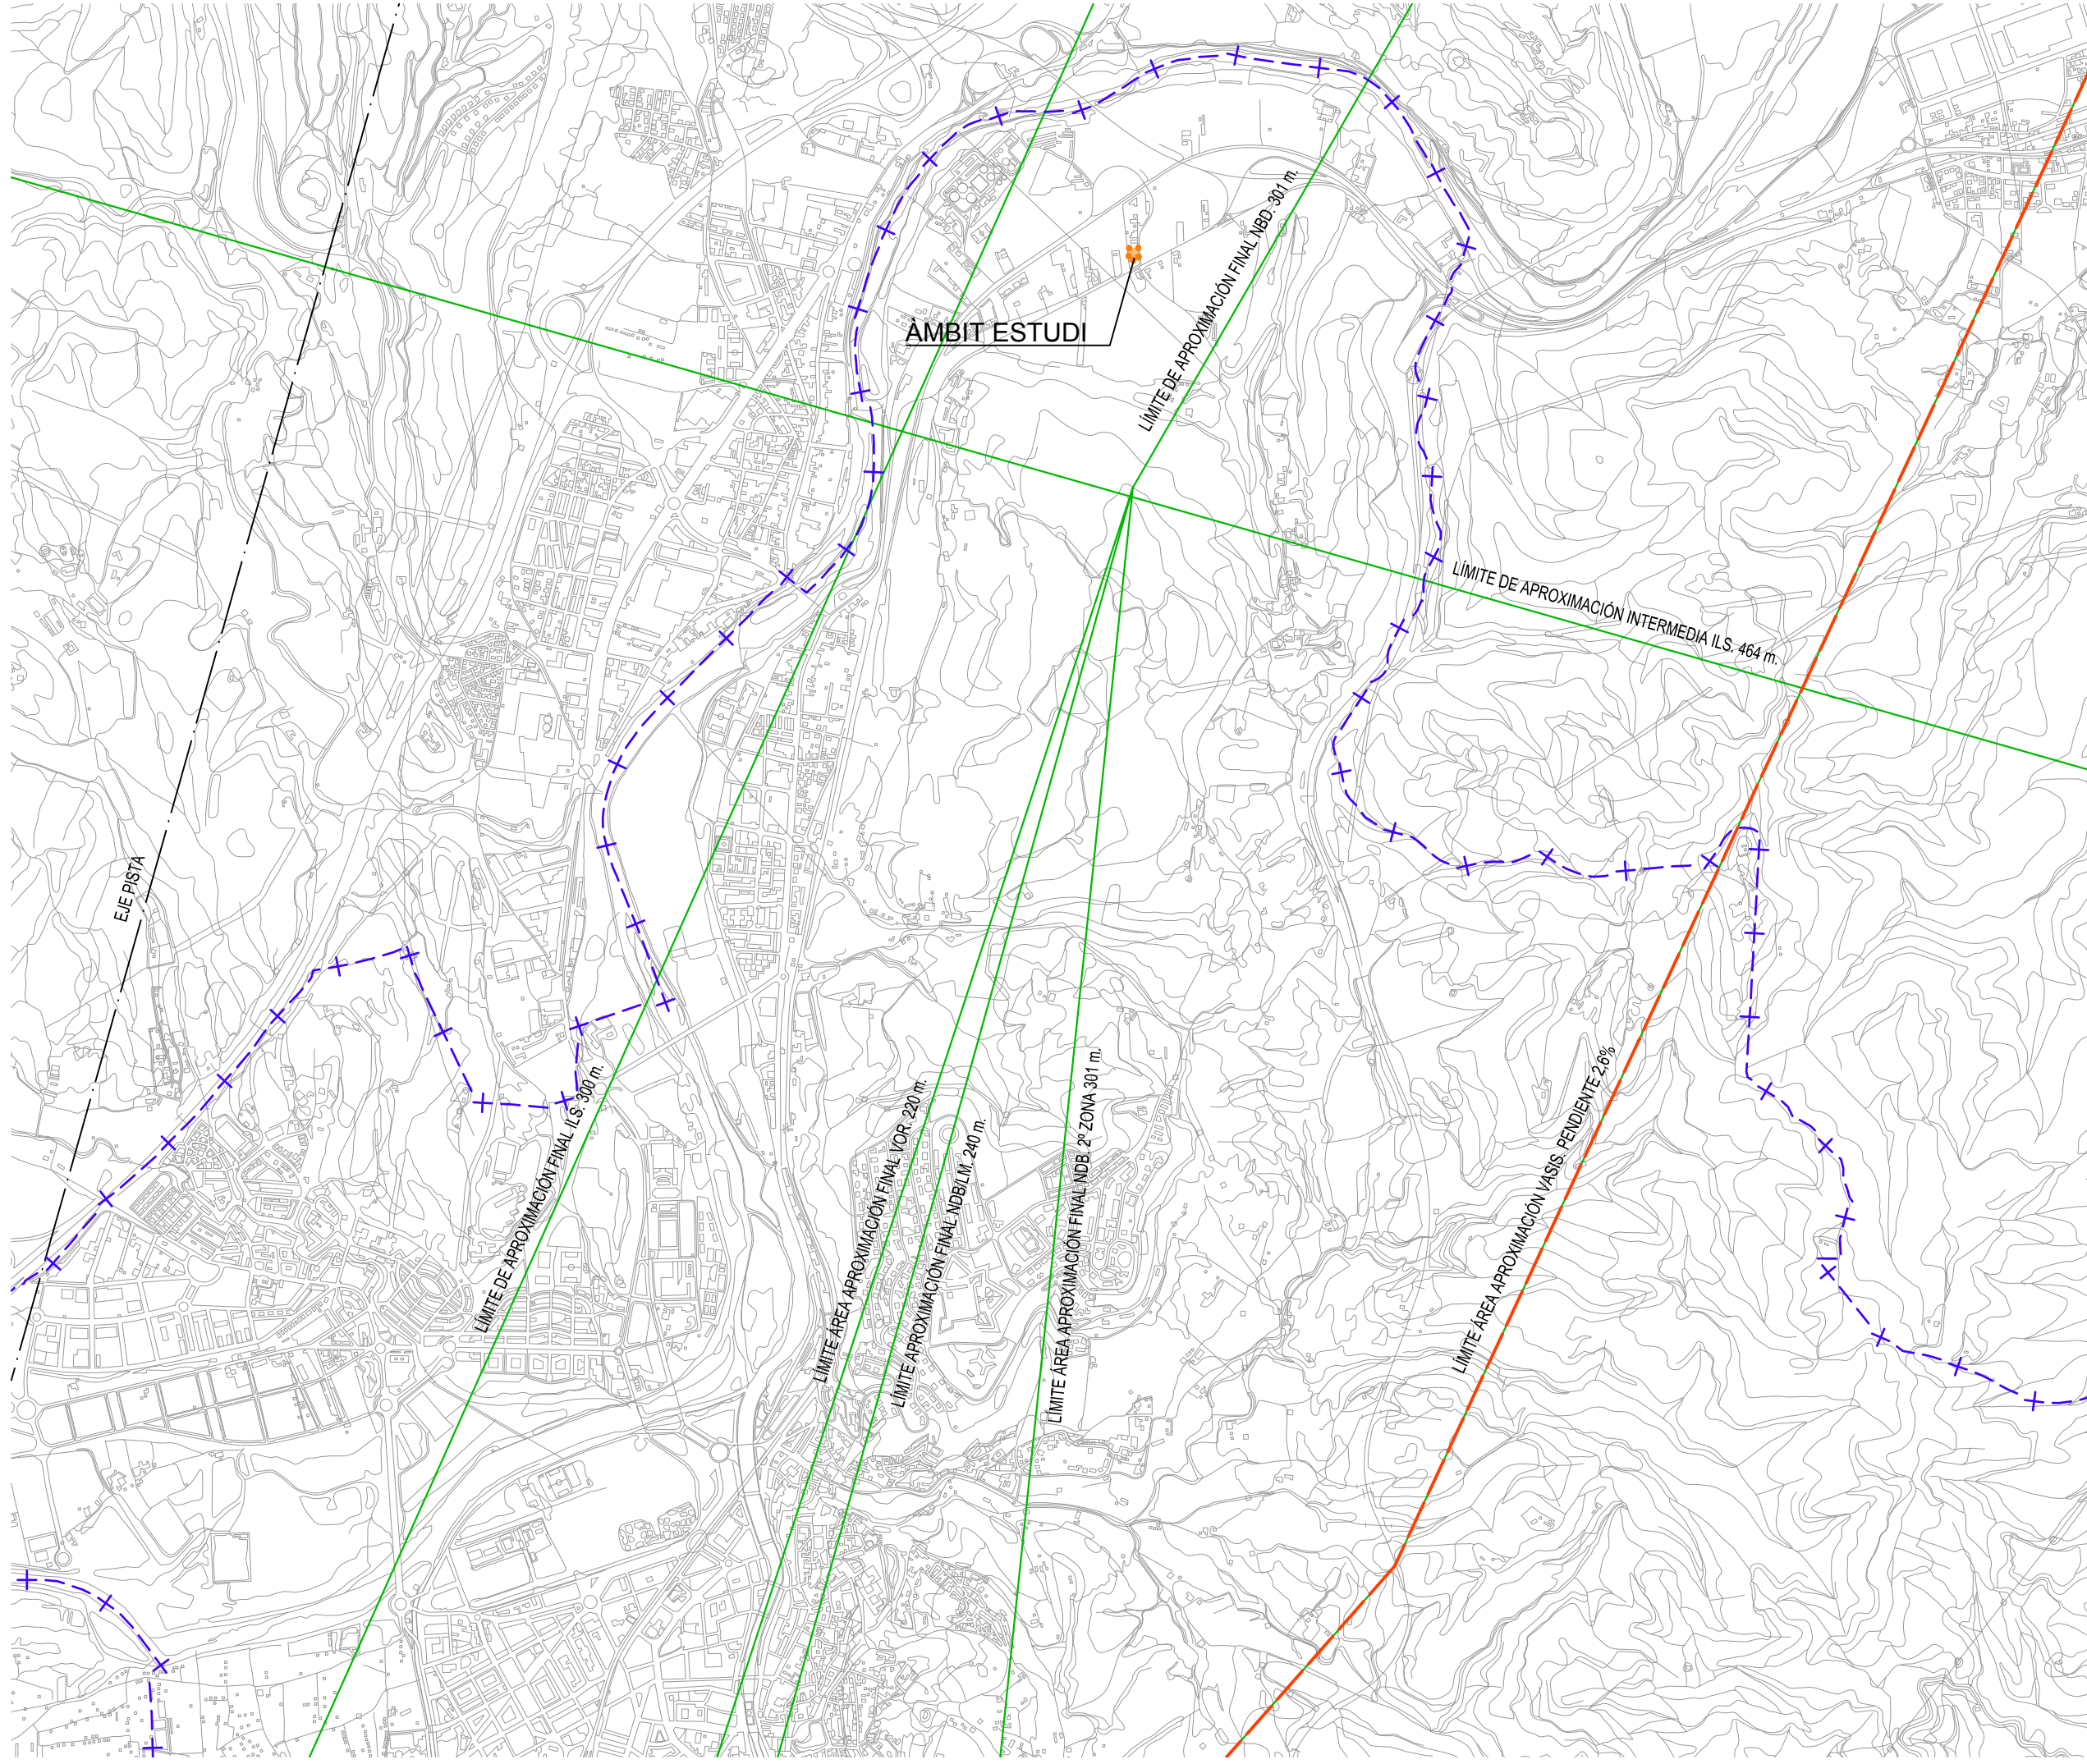 LÍMITE DE APROXIMACIÓN FINAL NBD. 301 m.
ÀMBIT ESTUDI
LÍMITE DE APROXIMACIÓN INTERMEDIA ILS. 464 m.
EJE PISTA
LÍMITE DE APROXIMACIÓN FINAL ILS. 300 m.
LÍMITE ÁREA APROXIMACIÓN FINAL VOR. 220 m.
LÍMITE APROXIMACIÓN FINAL NDB/LM. 240 m.
LÍMITE ÁREA APROXIMACIÓN FINAL NDB. 2º ZONA 301 m.
LÍMITE ÁREA APROXIMACIÓN VASIS. PENDIENTE 2,6%